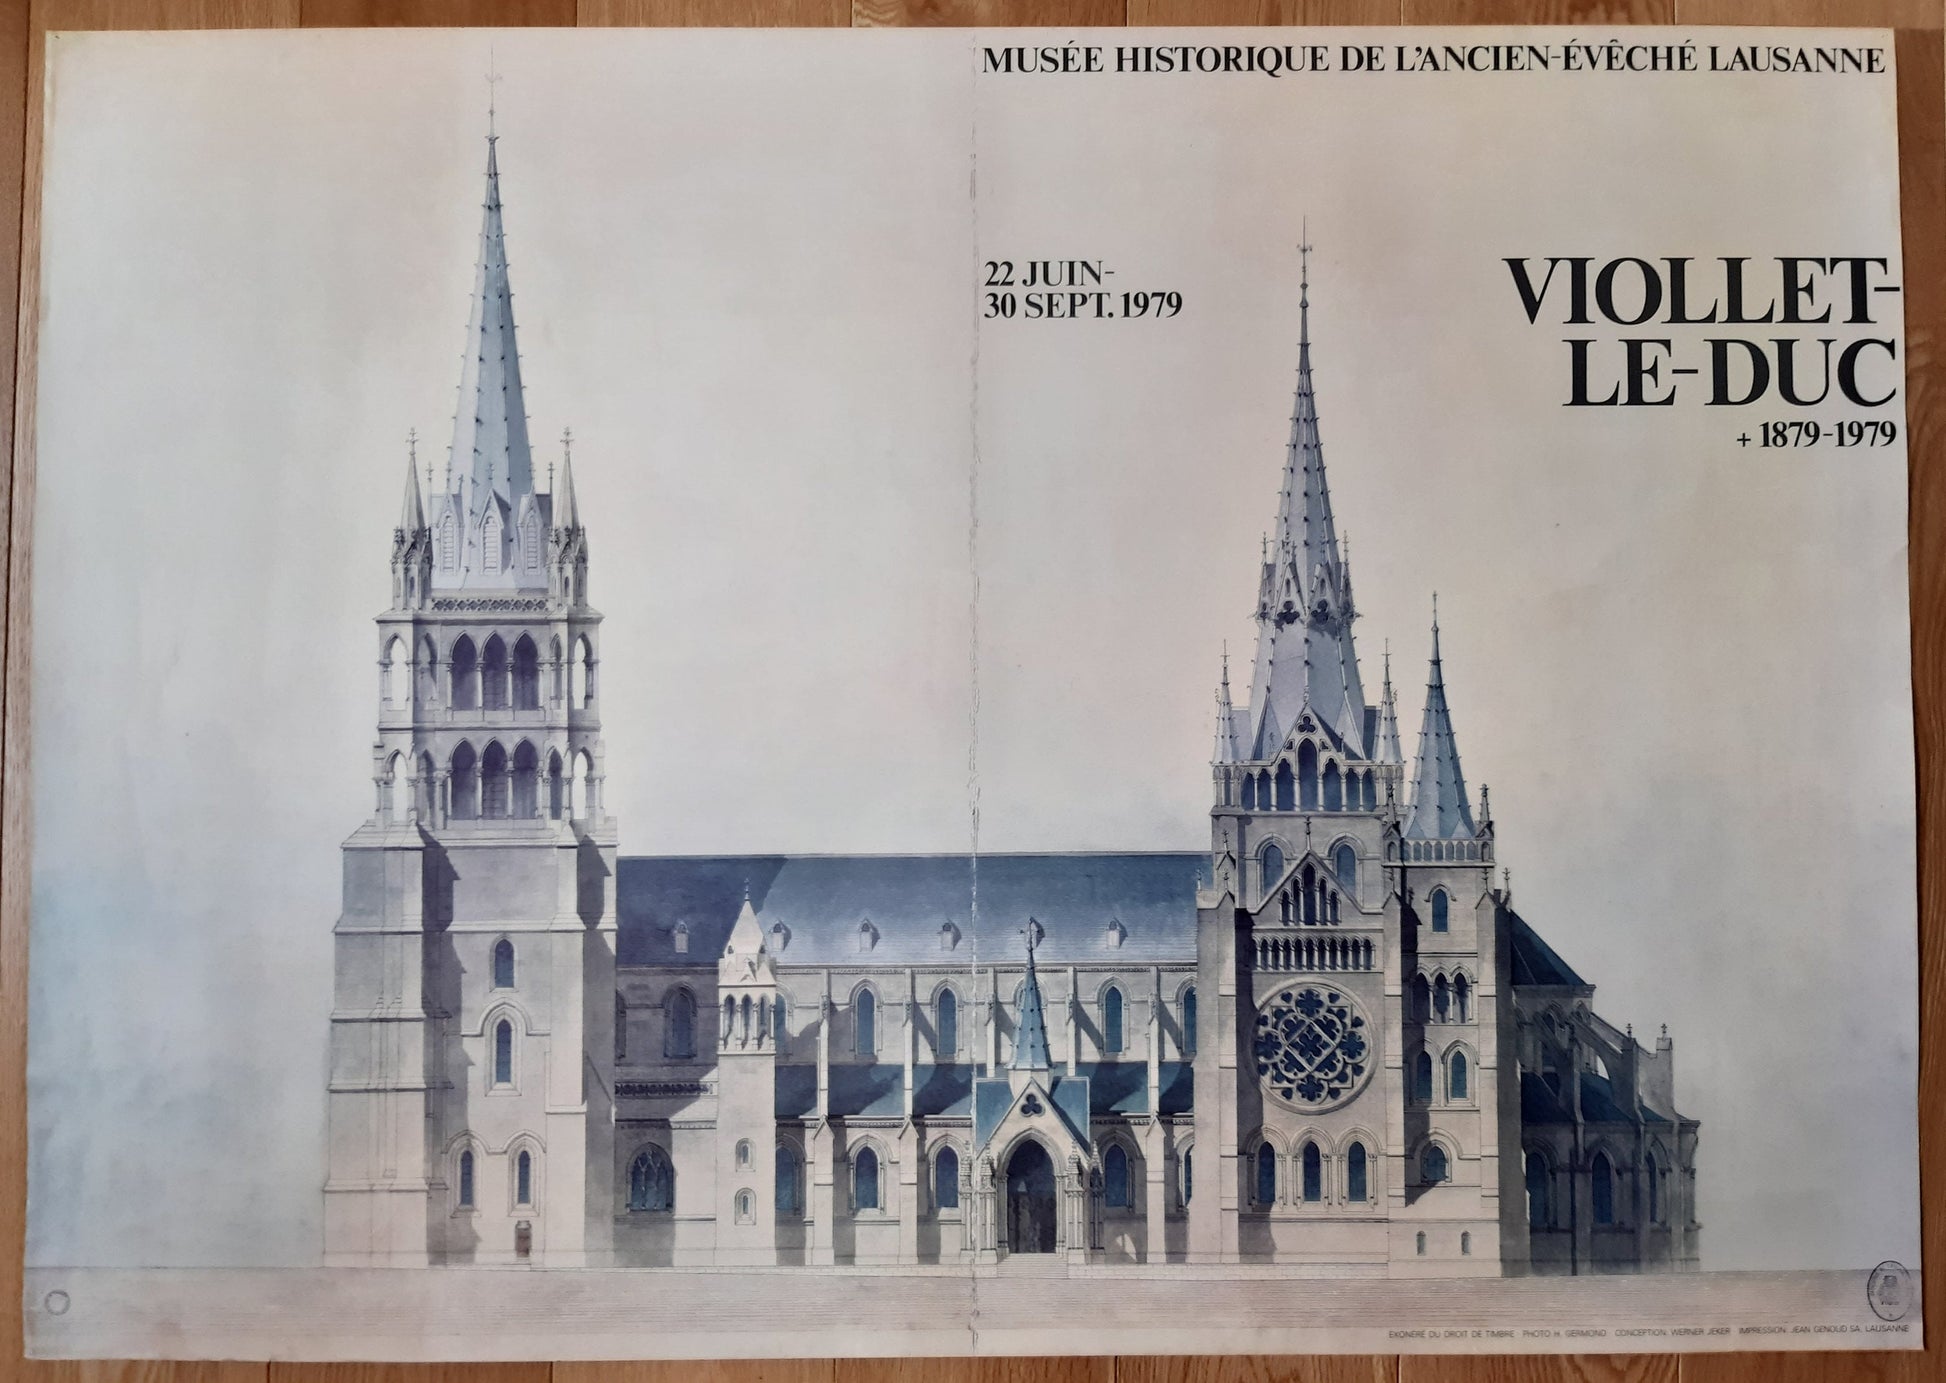 MUSÉE HISTORIQUE DE L'ANCIEN-ÉVÊCHÉ LAUSANNE
22 JUIN-
30 SEPT. 1979
VIOLLET-
LE-DUC
+ 1879-1979
EXONÉRÉ DU DROIT DE TIMBRE PHOTO H. GERMOND CONCEPTION: WERNER JEKER IMPRESSION: JEAN GENOUD SA, LAUSANNE